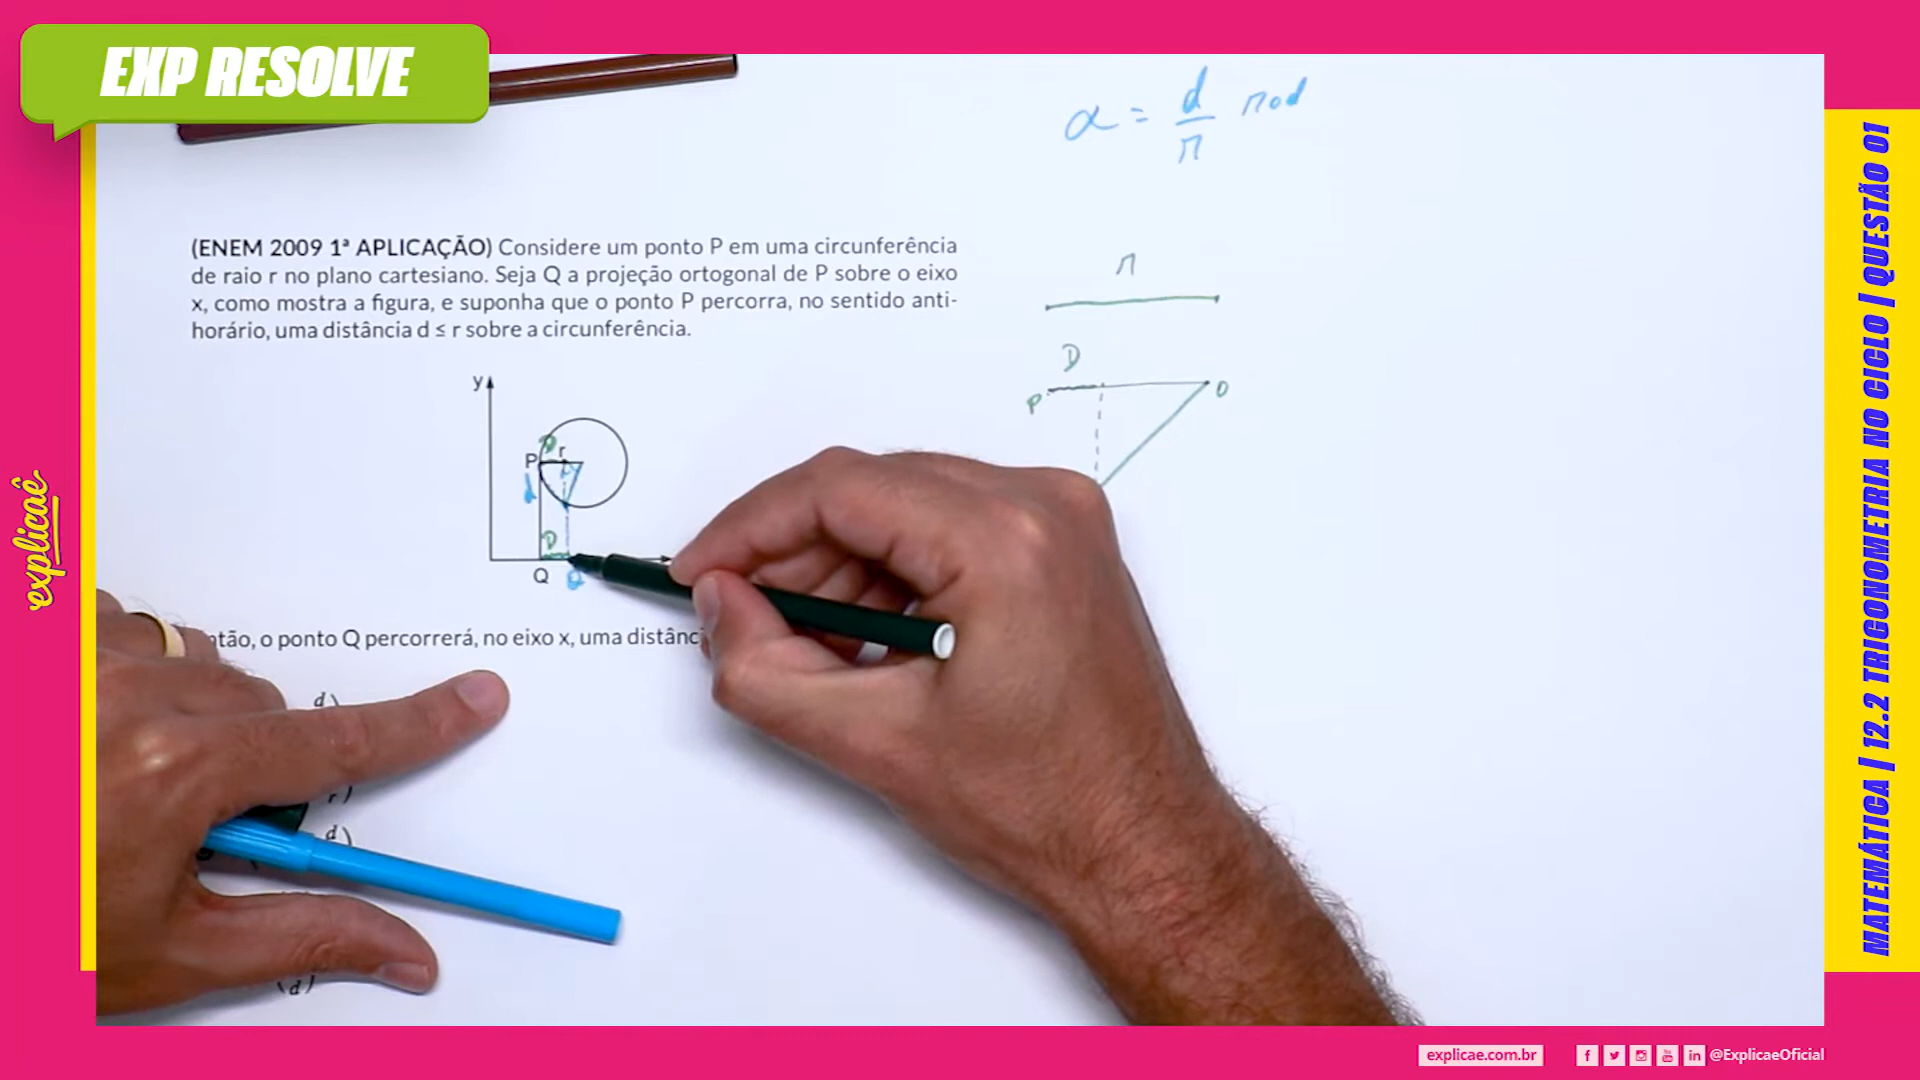 EXP RESOLVE
α = d/r rad
(ENEM 2009 1ª APLICAÇÃO) Considere um ponto P em uma circunferência
de raio r no plano cartesiano. Seja Q a projeção ortogonal de P sobre o eixo
x, como mostra a figura, e suponha que o ponto P percorra, no sentido anti-
horário, uma distância d ≤ r sobre a circunferência.
r
D
P O
y
D
P r
d
D
Q Q
tão, o ponto Q percorrerá, no eixo x, uma
d)
r)
d)
(d)
explicaê
MATEMÁTICA | 12.2 TRIGONOMETRIA NO CICLO | QUESTÃO 01
explicae.com.br
@ExplicaeOficial